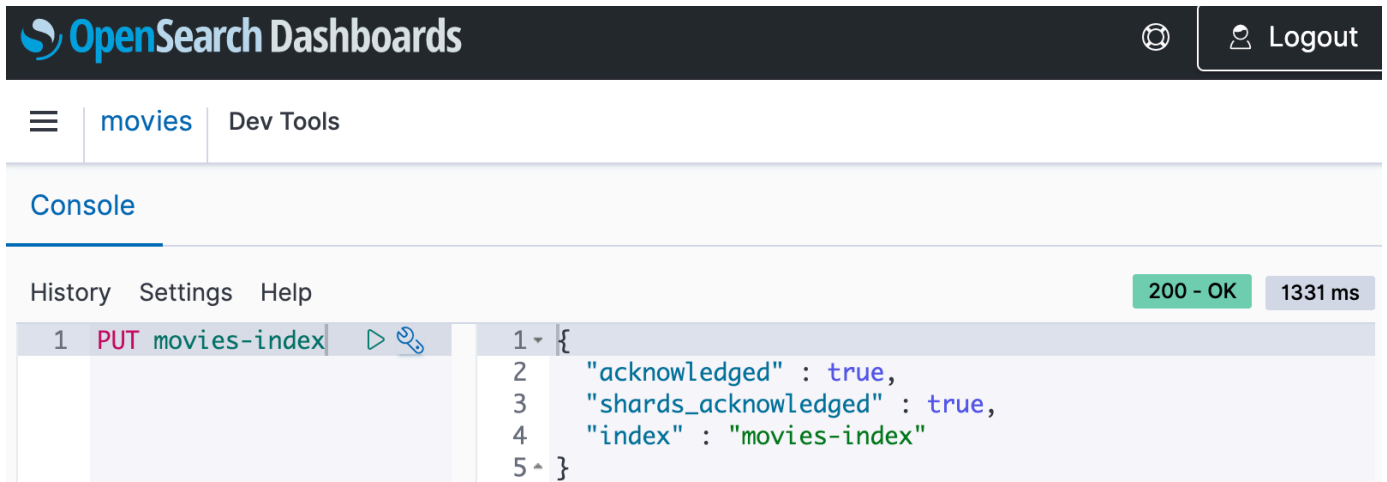 OpenSearch Dashboards
Logout
movies Dev Tools
Console
History Settings Help
200 - OK 1331 ms
1 PUT movies-index
1 {
2 "acknowledged" : true,
3 "shards_acknowledged" : true,
4 "index" : "movies-index"
5 }